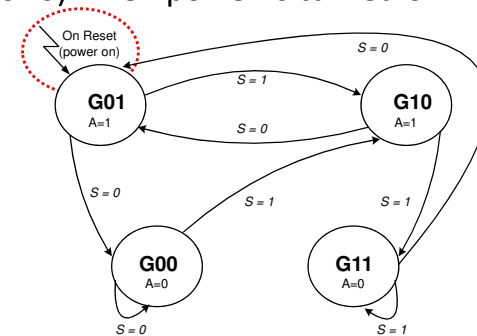 On Reset
(power on)
S = 0
G01
A=1
S = 1
G10
A=1
S = 0
S = 0
S = 1
S = 1
G00
A=0
G11
A=0
S = 0
S = 1